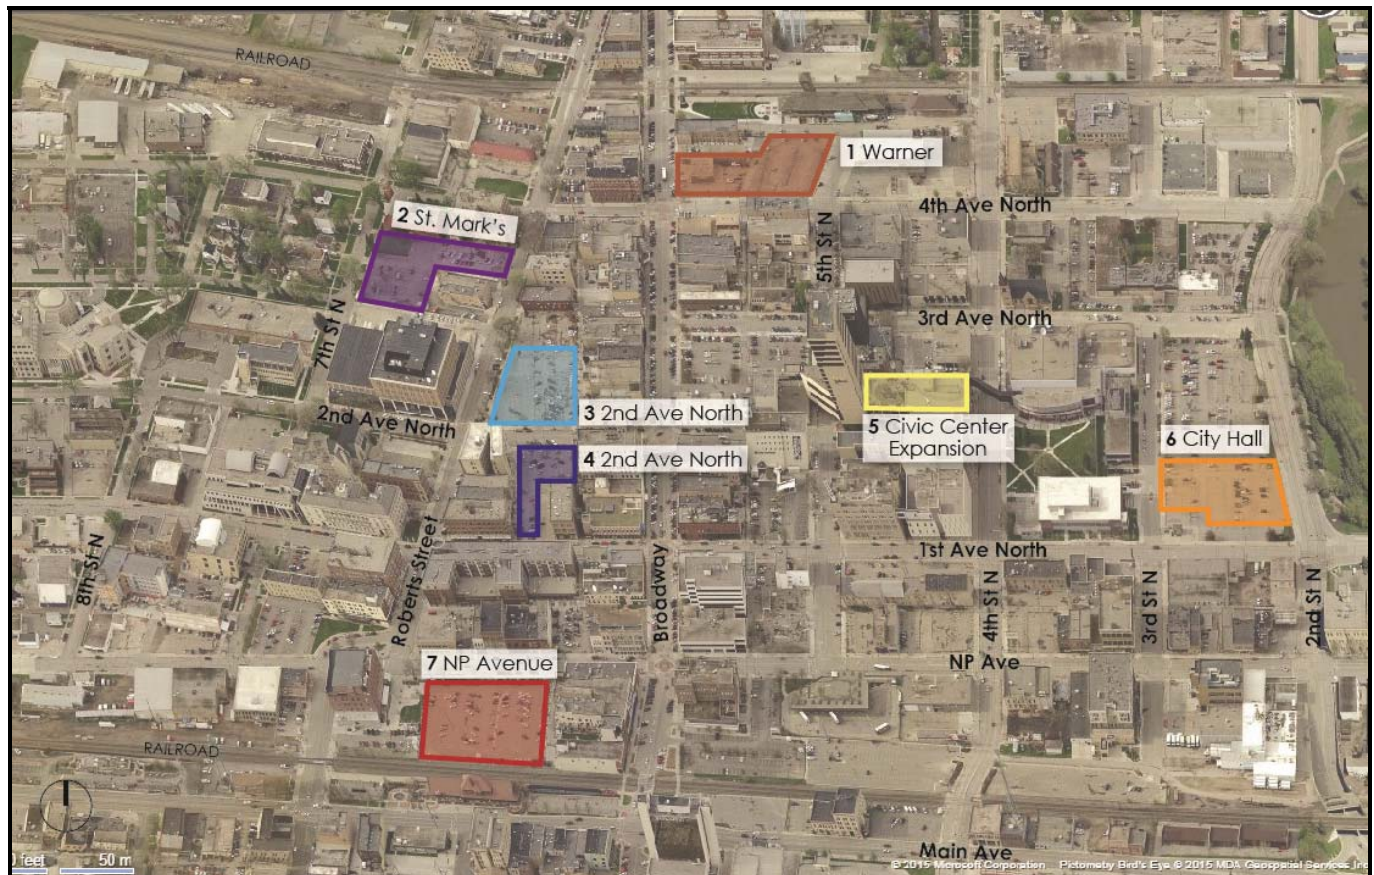 RAILROAD
1 Warner
4th Ave North
2 St. Mark's
5th St N
7th St N
3rd Ave North
3 2nd Ave North
2nd Ave North
5 Civic Center
Expansion
6 City Hall
4 2nd Ave North
1st Ave North
8th St N
Roberts Street
Broadway
4th St N
3rd St N
2nd St N
7 NP Avenue
NP Ave
RAILROAD
Main Ave
feet
50 m
© 2015 Microsoft Corporation Pictometry Bird's Eye © 2015 MDA Geospatial Services Inc